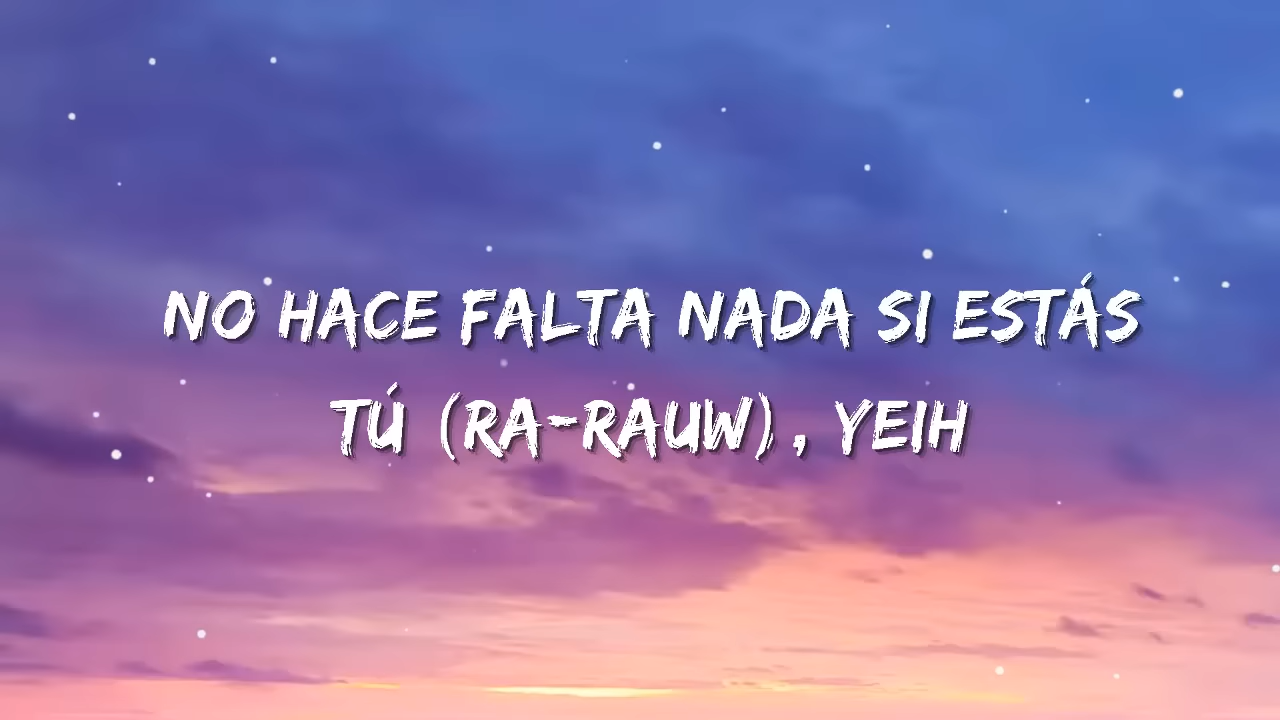 NO HACE FALTA NADA SI ESTÁS
TÚ (RA-RAUW), YEIH